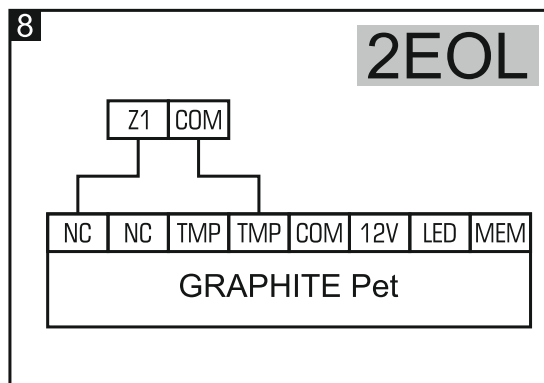 8
2EOL
Z1 COM
NC NC TMP TMP COM 12V LED MEM
GRAPHITE Pet